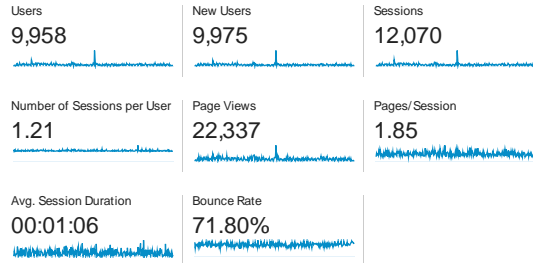 Users
9,958
New Users
9,975
Sessions
12,070
Number of Sessions per User
1.21
Page Views
22,337
Pages/Session
1.85
Avg. Session Duration
00:01:06
Bounce Rate
71.80%